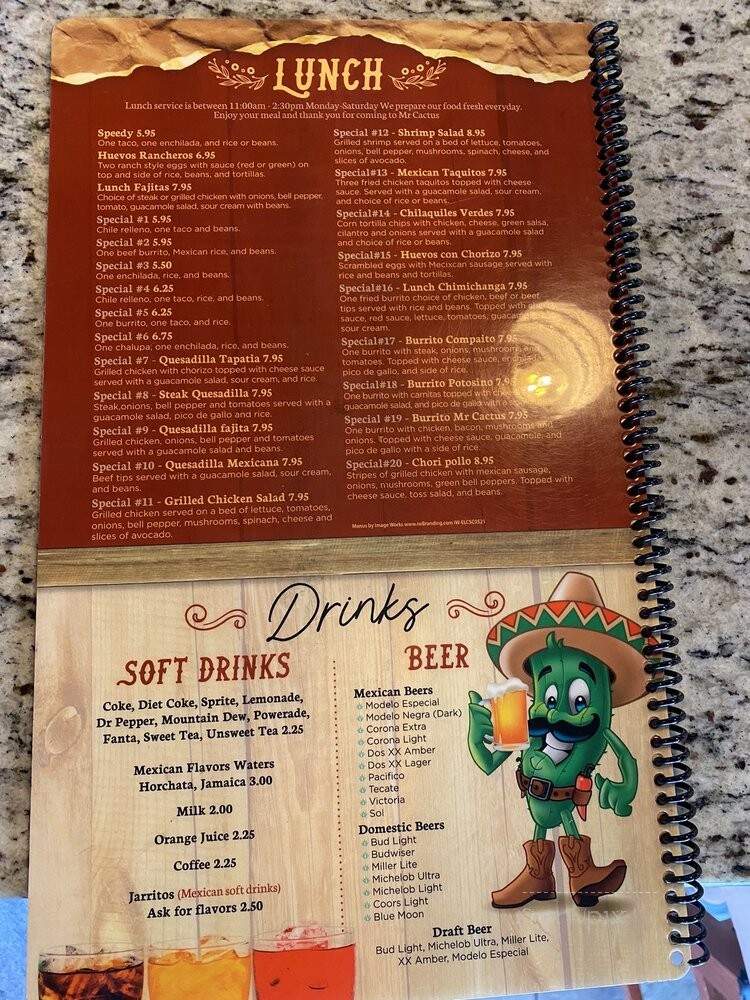 LUNCH
Lunch service is between 11:00am - 2:30pm Monday-Saturday We prepare our food fresh everyday.
Enjoy your meal and thank you for coming to Mr Cactus
Speedy 5.95
One taco, one enchilada, and rice or beans.
Huevos Rancheros 6.95
Two ranch style eggs with sauce (red or green) on
top and side of rice, beans, and tortillas.
Lunch Fajitas 7.95
Choice of steak or grilled chicken with onions, bell pepper,
tomato, guacamole salad, sour cream with beans.
Special #1 5.95
Chile relleno, one taco and beans.
Special #2 5.95
One beef burrito, Mexican rice, and beans.
Special #3 5.50
One enchilada, rice, and beans.
Special #4 6.25
Chile relleno, one taco, rice, and beans.
Special #5 6.25
One burrito, one taco, and rice.
Special #6 6.75
One chalupa, one enchilada, rice, and beans.
Special #7 - Quesadilla Tapatia 7.95
Grilled chicken with chorizo topped with cheese sauce
served with a guacamole salad, sour cream, and rice.
Special #8 - Steak Quesadilla 7.95
Steak,onions, bell pepper and tomatoes served with a
guacamole salad, pico de gallo and rice.
Special #9 - Quesadilla fajita 7.95
Grilled chicken, onions, bell pepper and tomatoes
served with a guacamole salad and beans.
Special #10 - Quesadilla Mexicana 7.95
Beef tips served with a guacamole salad, sour cream,
and beans.
Special #11 - Grilled Chicken Salad 7.95
Grilled chicken served on a bed of lettuce, tomatoes,
onions, bell pepper, mushrooms, spinach, cheese and
slices of avocado.
Special #12 - Shrimp Salad 8.95
Grilled shrimp served on a bed of lettuce, tomatoes,
onions, bell pepper, mushrooms, spinach, cheese, and
slices of avocado.
Special#13 - Mexican Taquitos 7.95
Three fried chicken taquitos topped with cheese
sauce. Served with a guacamole salad, sour cream,
and choice of rice or beans.
Special#14 - Chilaquiles Verdes 7.95
Corn tortilla chips with chicken, cheese, green salsa,
cilantro and onions served with a guacamole salad
and choice of rice or beans.
Special#15 - Huevos con Chorizo 7.95
Scrambled eggs with Mecixcan sausage served with
rice and beans and tortillas.
Special#16 - Lunch Chimichanga 7.95
One fried burrito choice of chicken, beef or beef
tips served with rice and beans. Topped with
sauce, red sauce, lettuce, tomatoes,
sour cream.
Special#17 - Burrito Compaito 7.95
One burrito with steak, onions, mushrooms
tomatoes. Topped with cheese sauce,
pico de gallo, and side of rice.
Special#18 - Burrito Potosino 7.95
One burrito with carnitas topped with
guacamole salad, and pico de gallo with
Special #19 - Burrito Mr Cactus 7.95
One burrito with chicken, bacon, mushrooms and
onions. Topped with cheese sauce, guacamole, and
pico de gallo with a side of rice.
Special#20 - Chori pollo 8.95
Stripes of grilled chicken with mexican sausage,
onions, mushrooms, green bell peppers. Topped with
cheese sauce, toss salad, and beans.
Menus by Image Works www.iwBranding.com
Drinks
SOFT DRINKS
Coke, Diet Coke, Sprite, Lemonade,
Dr Pepper, Mountain Dew, Powerade,
Fanta, Sweet Tea, Unsweet Tea 2.25
Mexican Flavors Waters
Horchata, Jamaica 3.00
Milk 2.00
Orange Juice 2.25
Coffee 2.25
Jarritos (Mexican soft drinks)
Ask for flavors 2.50
BEER
Mexican Beers
Modelo Especial
Modelo Negra (Dark)
Corona Extra
Corona Light
Dos XX Amber
Dos XX Lager
Pacifico
Tecate
Victoria
Sol
Domestic Beers
Bud Light
Budwiser
Miller Lite
Michelob Ultra
Michelob Light
Coors Light
Blue Moon
Draft Beer
Bud Light, Michelob Ultra, Miller Lite,
XX Amber, Modelo Especial